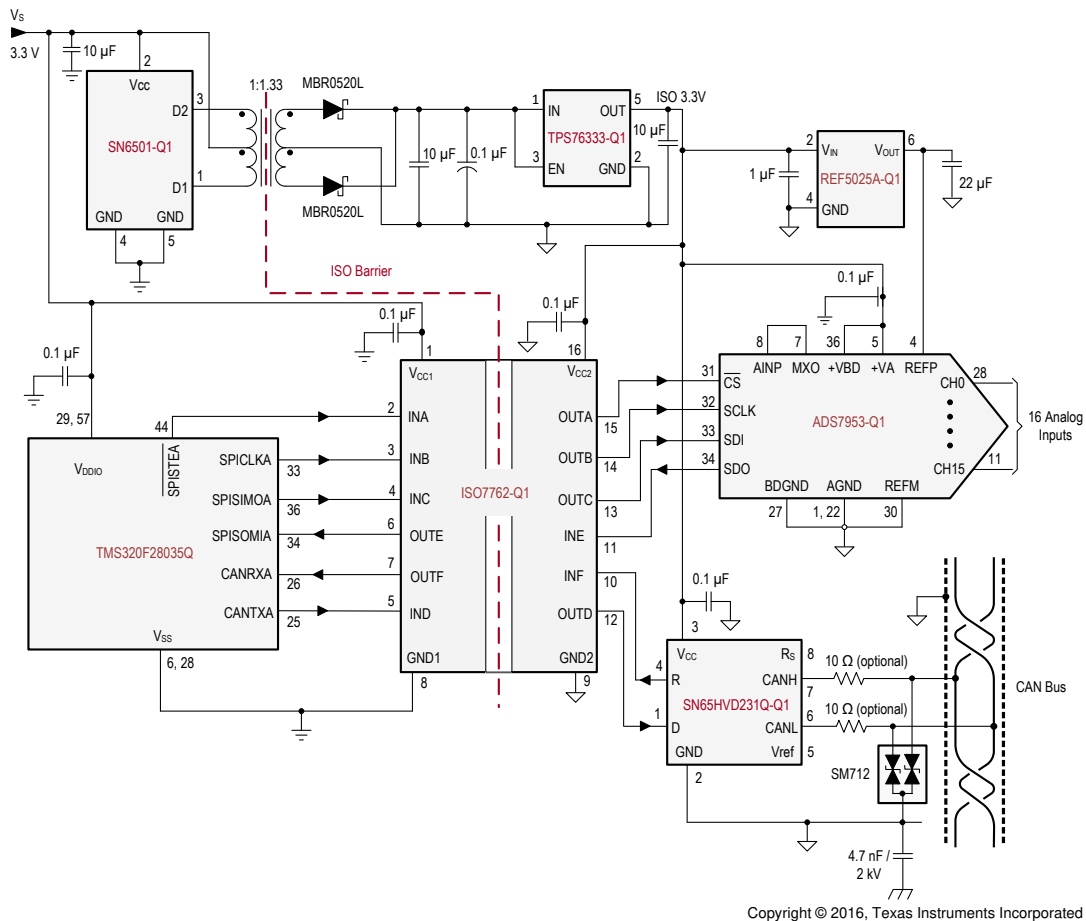 VS
3.3 V
10 µF
2
Vcc
D2
3
SN6501-Q1
D1
1
GND
GND
4
5
1:1.33
MBR0520L
MBR0520L
10 µF
0.1 µF
1
IN
OUT
5
TPS76333-Q1
3
EN
GND
2
ISO 3.3V
10 µF
2
VIN
VOUT
6
REF5025A-Q1
1 µF
4
GND
22 µF
ISO Barrier
0.1 µF
0.1 µF
0.1 µF
0.1 µF
29, 57
VDDIO
44
SPISTEA
SPICLKA
33
SPISIMOA
36
SPISOMIA
34
TMS320F28035Q
CANRXA
26
CANTXA
25
VSS
6, 28
1
VCC1
2
INA
3
INB
4
INC
6
OUTE
7
OUTF
5
IND
GND1
8
ISO7762-Q1
16
VCC2
OUTA
15
OUTB
14
OUTC
13
INE
11
INF
10
OUTD
12
GND2
9
8
7
36
5
4
AINP
MXO
+VBD
+VA
REFP
31
CS
32
SCLK
33
SDI
34
SDO
ADS7953-Q1
CH0
28
CH15
11
16 Analog
Inputs
BDGND
AGND
REFM
27
1, 22
30
0.1 µF
3
VCC
RS
8
4
R
CANH
7
SN65HVD231Q-Q1
1
D
CANL
6
GND
Vref
5
2
10 Ω (optional)
10 Ω (optional)
CAN Bus
SM712
4.7 nF /
2 kV
Copyright © 2016, Texas Instruments Incorporated